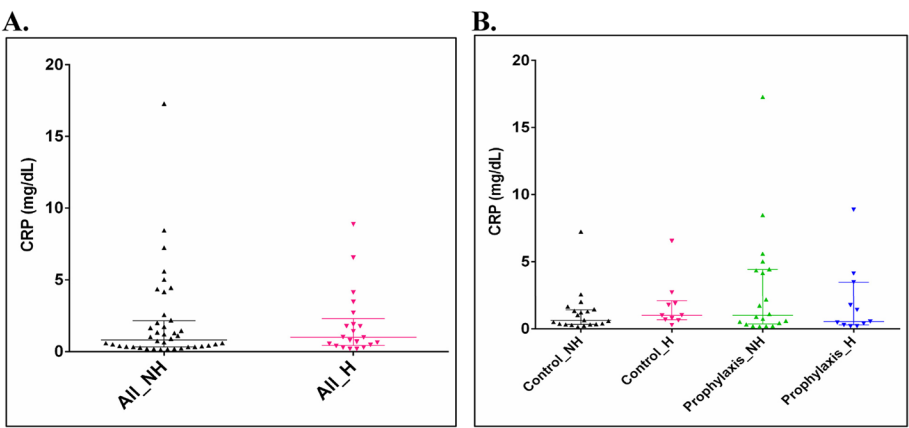 A.
20
15
10
5
0
CRP (mg/dL)
All_NH
All_H
B.
20
15
10
5
0
CRP (mg/dL)
Control_NH
Control_H
Prophylaxis_NH
Prophylaxis_H